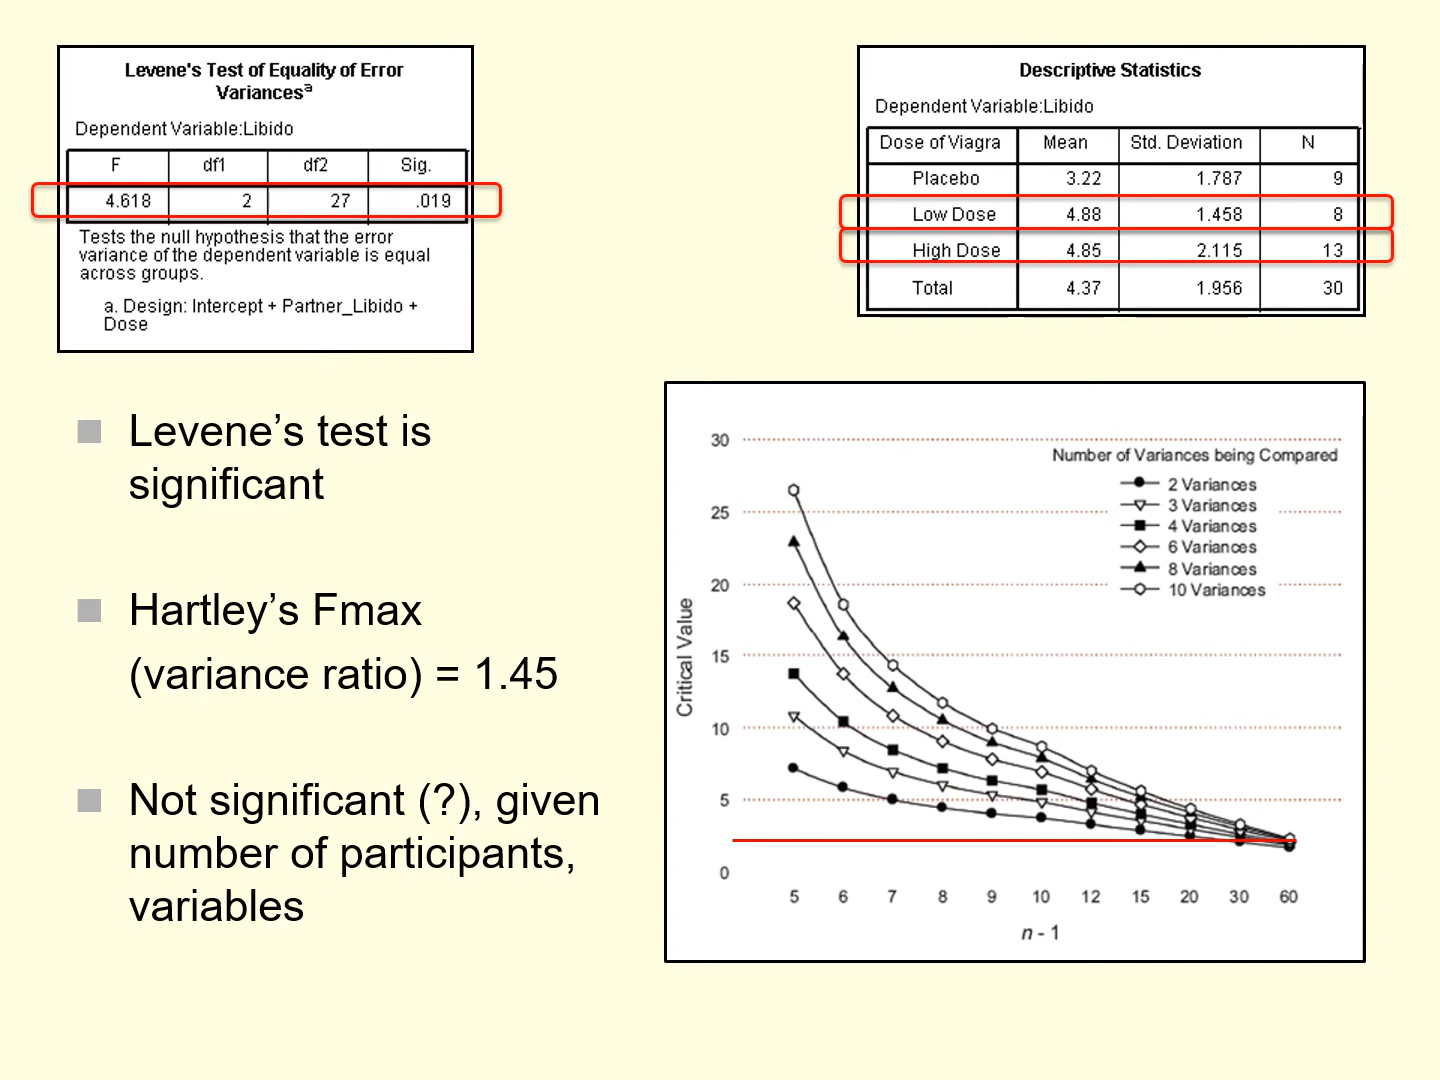 Levene's Test of Equality of Error
Variancesa
Dependent Variable:Libido
F df1 df2 Sig.
4.618 2 27 .019
Tests the null hypothesis that the error
variance of the dependent variable is equal
across groups.
a. Design: Intercept + Partner_Libido +
Dose
Descriptive Statistics
Dependent Variable:Libido
Dose of Viagra Mean Std. Deviation N
Placebo 3.22 1.787 9
Low Dose 4.88 1.458 8
High Dose 4.85 2.115 13
Total 4.37 1.956 30
Levene’s test is
significant
Hartley’s Fmax
(variance ratio) = 1.45
Not significant (?), given
number of participants,
variables
Number of Variances being Compared
2 Variances
3 Variances
4 Variances
6 Variances
8 Variances
10 Variances
Critical Value
30
25
20
15
10
5
0
5 6 7 8 9 10 12 15 20 30 60
n - 1